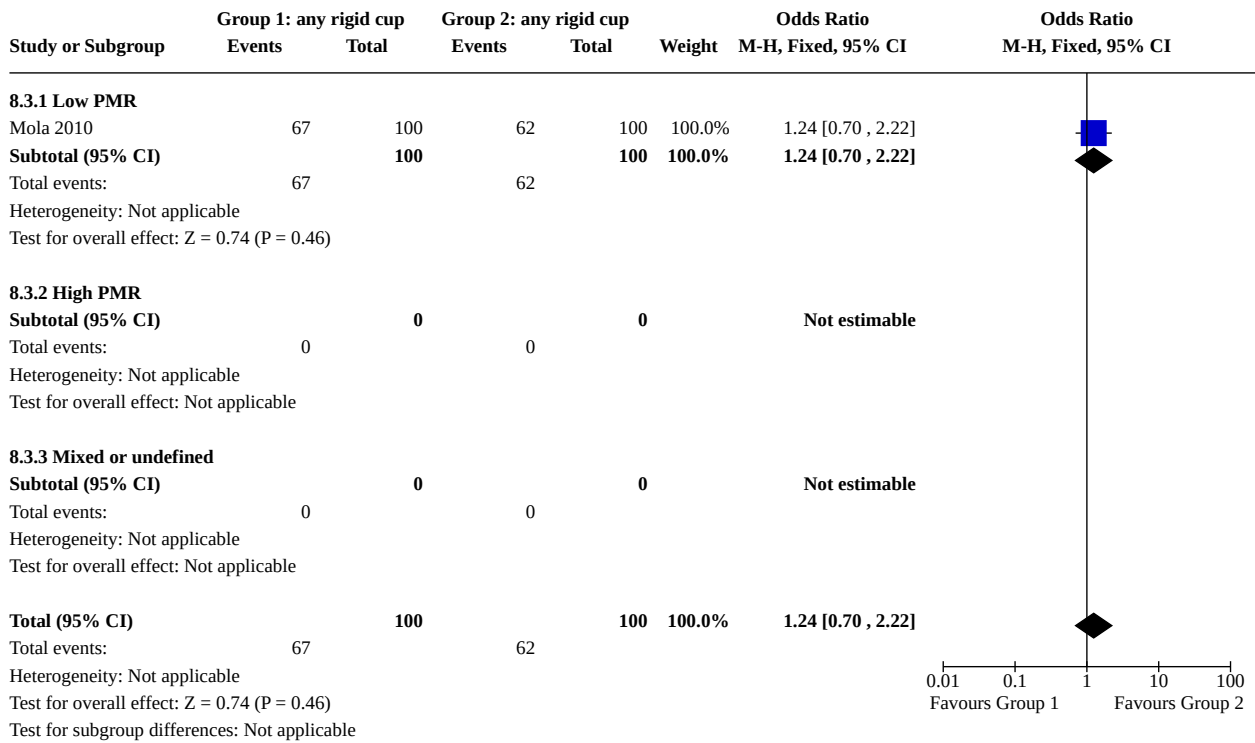 Group 1: any rigid cup Group 2: any rigid cup Odds Ratio Odds Ratio
Study or Subgroup Events Total Events Total Weight M-H, Fixed, 95% CI M-H, Fixed, 95% CI
8.3.1 Low PMR
Mola 2010 67 100 62 100 100.0% 1.24 [0.70 , 2.22]
Subtotal (95% CI) 100 100 100.0% 1.24 [0.70 , 2.22]
Total events: 67 62
Heterogeneity: Not applicable
Test for overall effect: Z = 0.74 (P = 0.46)
8.3.2 High PMR
Subtotal (95% CI) 0 0 Not estimable
Total events: 0 0
Heterogeneity: Not applicable
Test for overall effect: Not applicable
8.3.3 Mixed or undefined
Subtotal (95% CI) 0 0 Not estimable
Total events: 0 0
Heterogeneity: Not applicable
Test for overall effect: Not applicable
Total (95% CI) 100 100 100.0% 1.24 [0.70 , 2.22]
Total events: 67 62
Heterogeneity: Not applicable 0.01 0.1 1 10 100
Test for overall effect: Z = 0.74 (P = 0.46) Favours Group 1 Favours Group 2
Test for subgroup differences: Not applicable